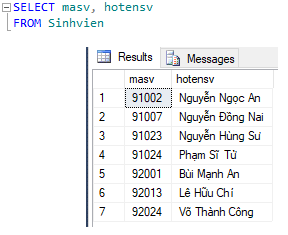 SELECT masv, hotensv
FROM Sinhvien
Results Messages
masv hotensv
1 91002 Nguyễn Ngọc An
2 91007 Nguyễn Đồng Nai
3 91023 Nguyễn Hùng Sư
4 91024 Phạm Sĩ Tử
5 92001 Bùi Mạnh An
6 92013 Lê Hữu Chí
7 92024 Võ Thành Công